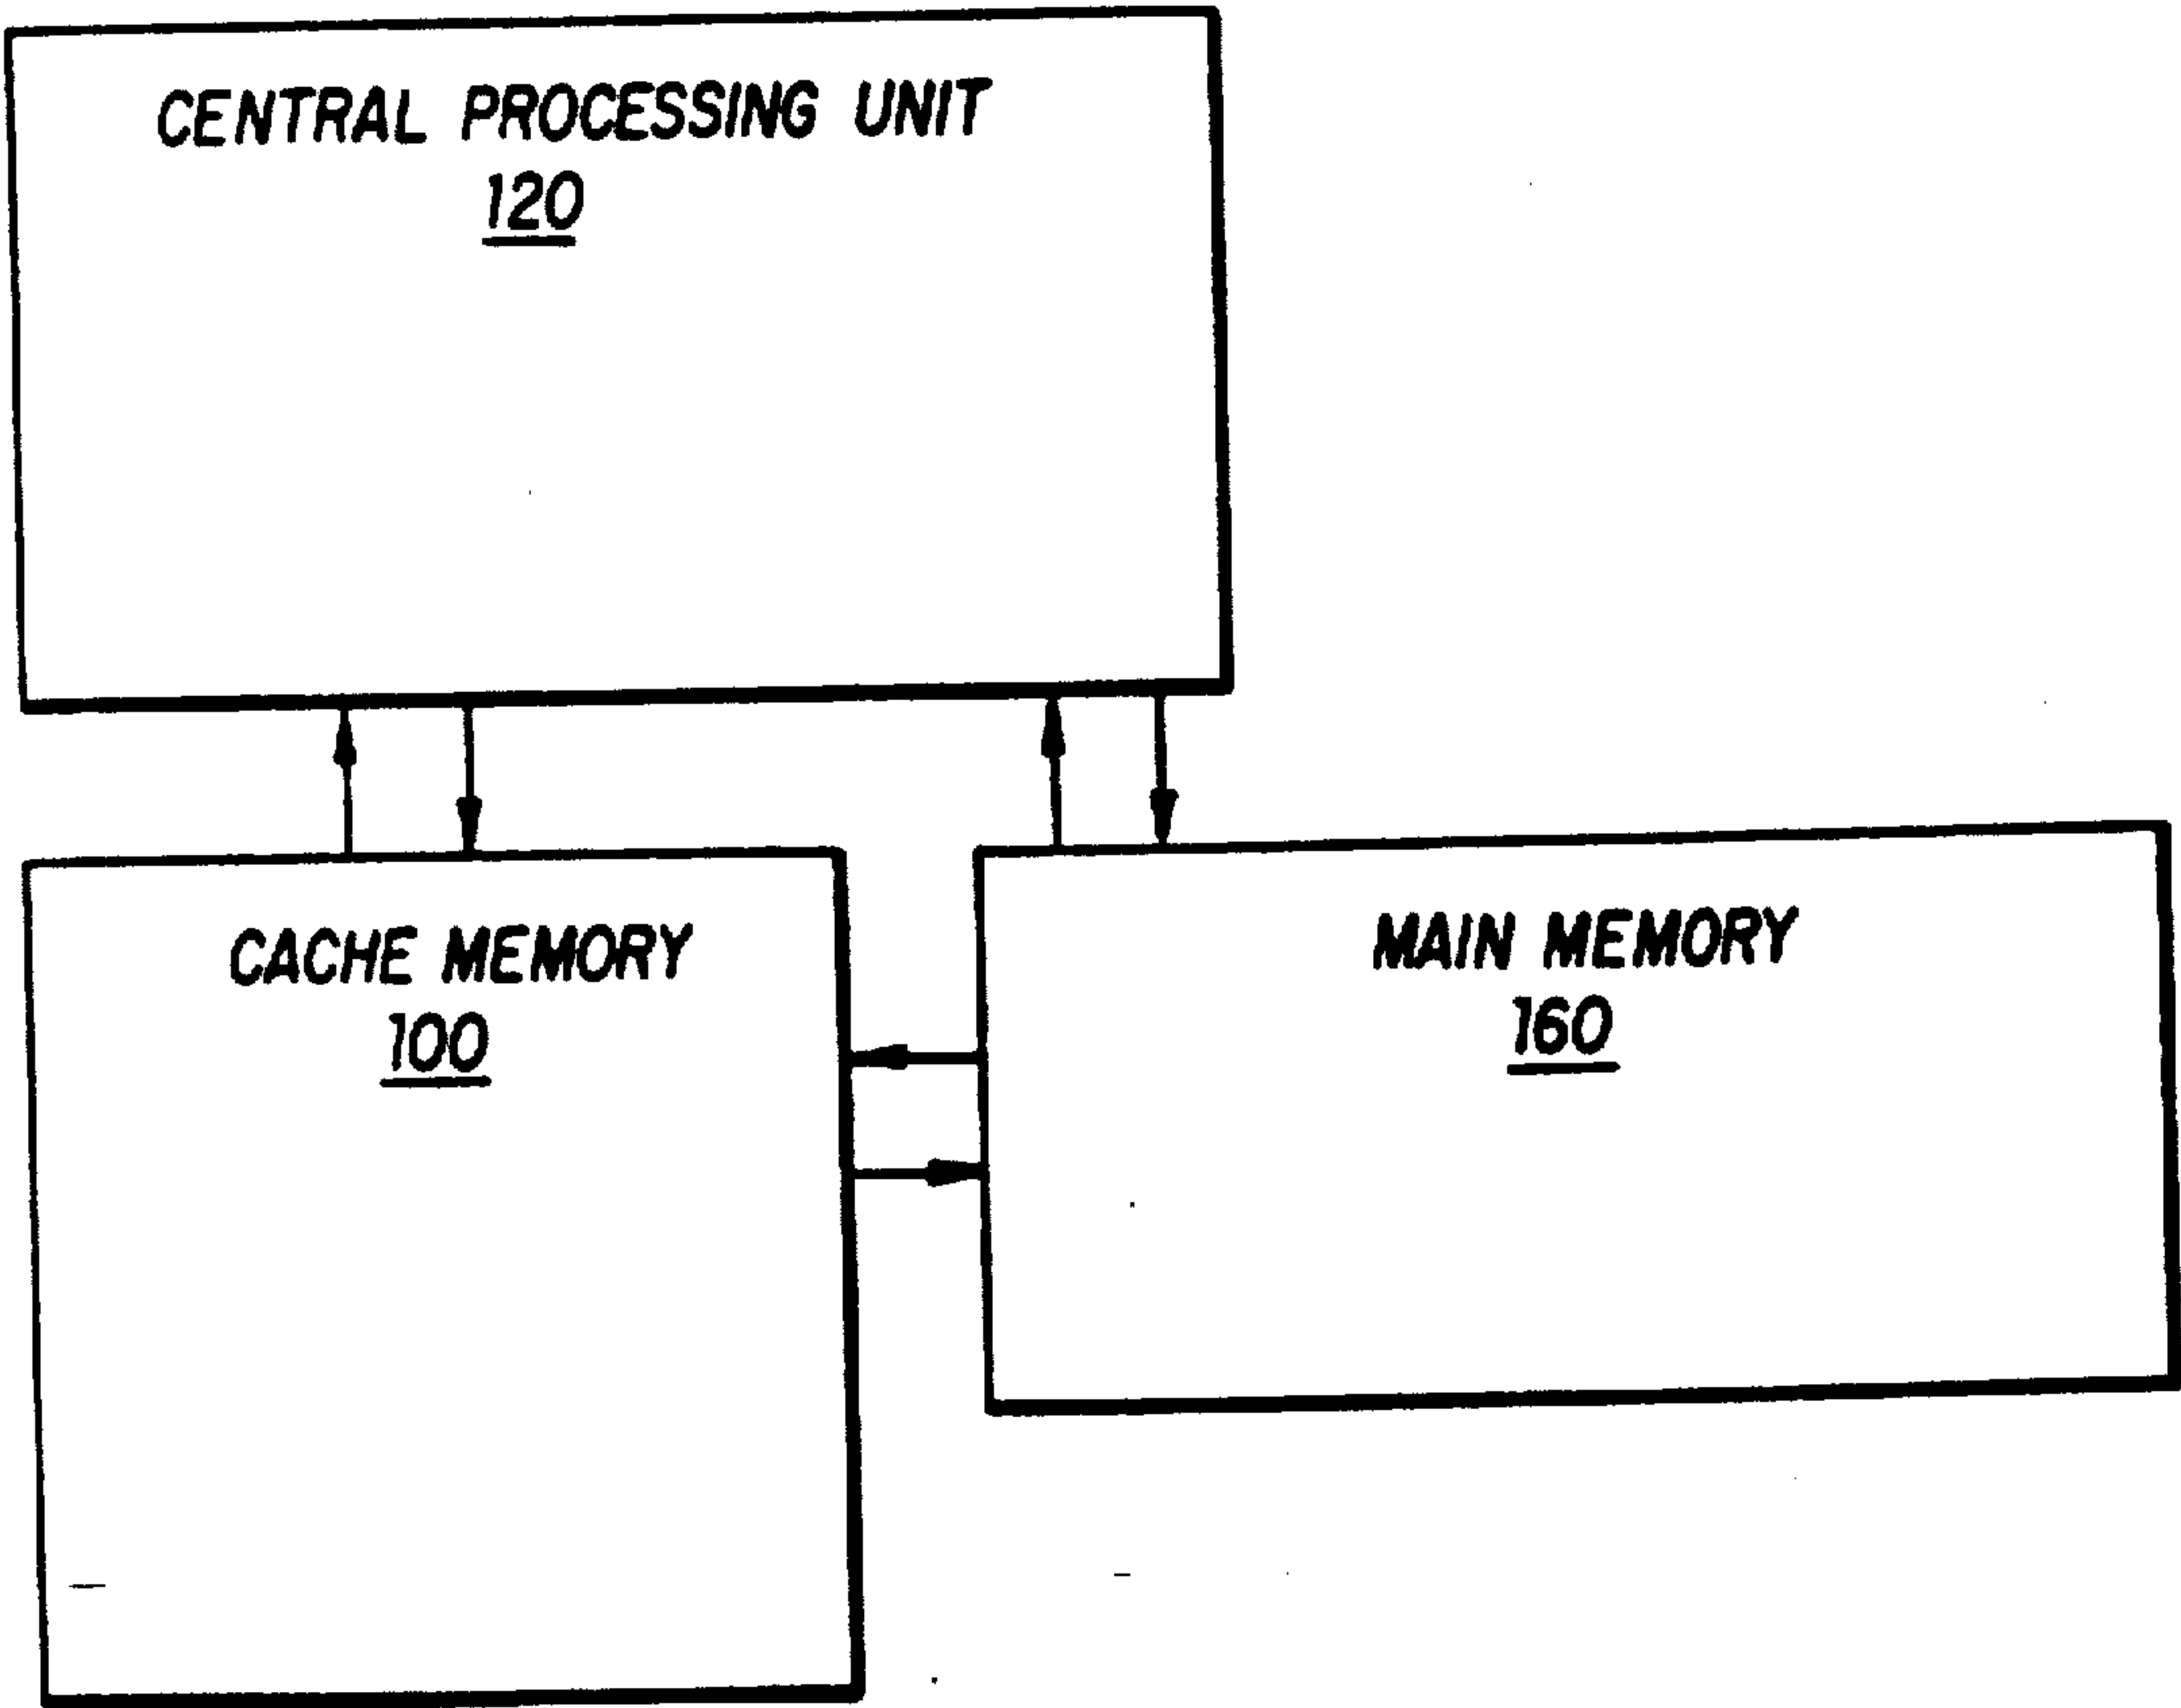 CENTRAL PROCESSING UNIT
120
CACHE MEMORY
100
MAIN MEMORY
160